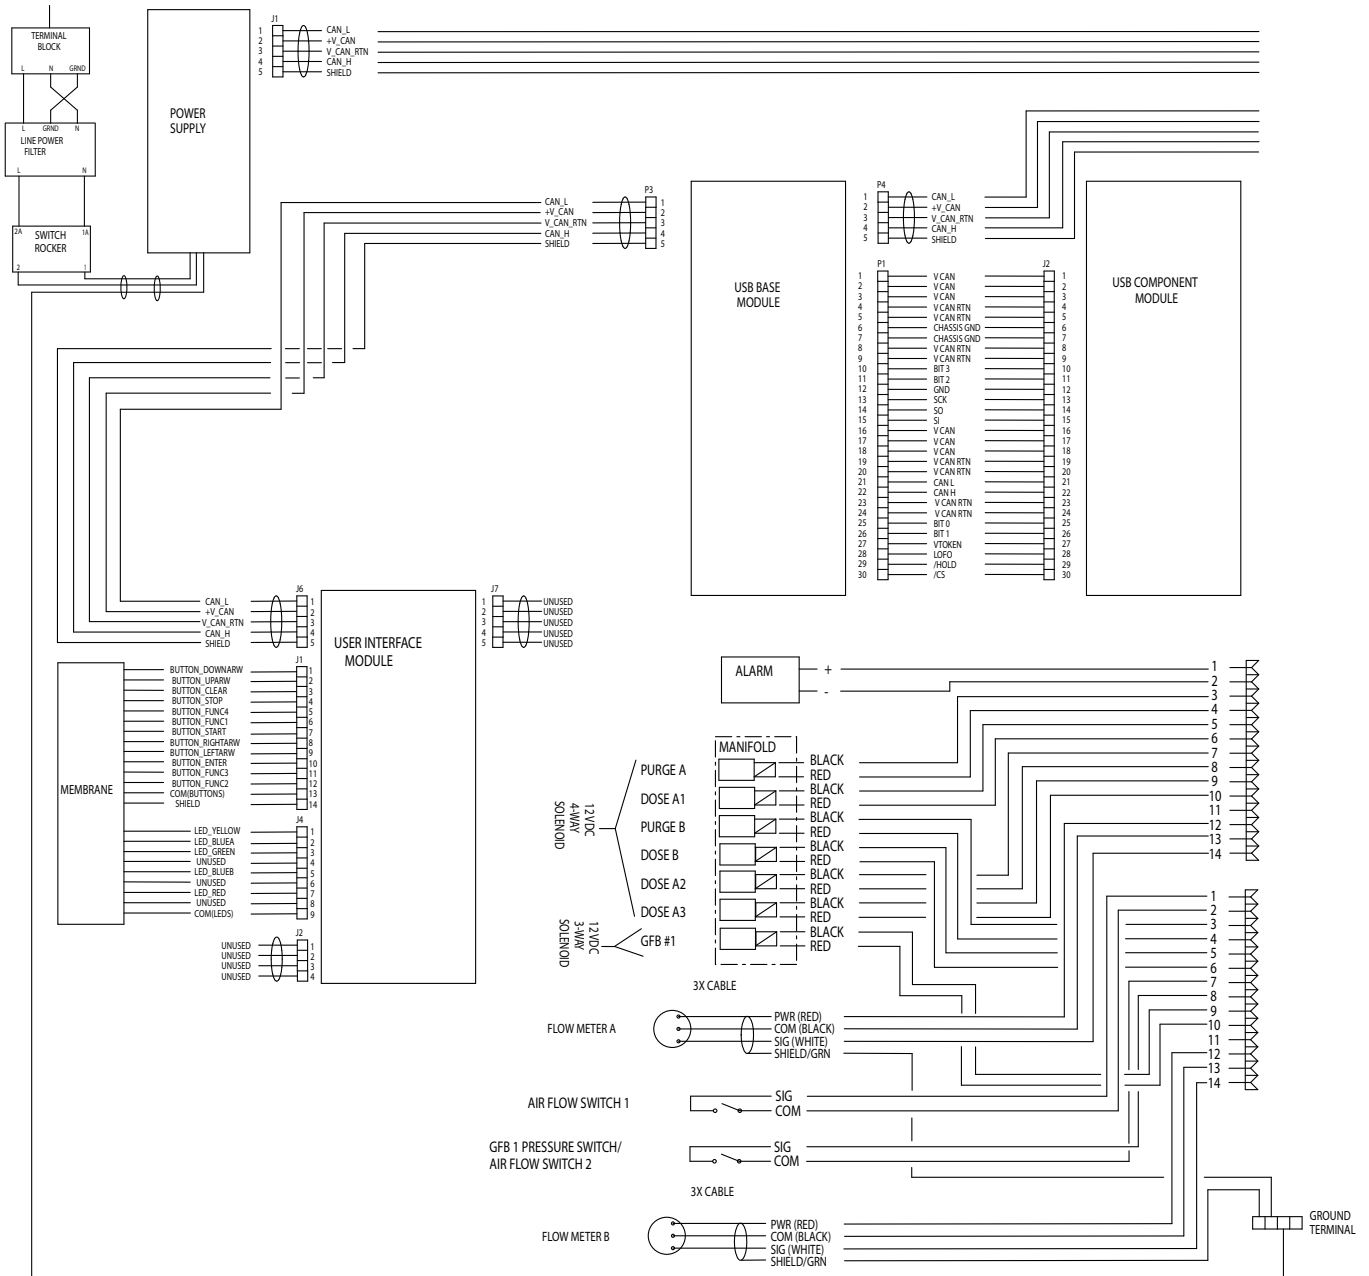 TERMINAL
BLOCK
L N GRND
L GRND N
LINE POWER
FILTER
L N
2A 1A
SWITCH
ROCKER
2 1
POWER
SUPPLY
J1
1 CAN_L
2 +V_CAN
3 V_CAN_RTN
4 CAN_H
5 SHIELD
P3
CAN_L 1
+V_CAN 2
V_CAN_RTN 3
CAN_H 4
SHIELD 5
USB BASE
MODULE
P4
1 CAN_L
2 +V_CAN
3 V_CAN_RTN
4 CAN_H
5 SHIELD
USB COMPONENT
MODULE
P1 J2
1 V CAN 1
2 V CAN 2
3 V CAN 3
4 V CAN RTN 4
5 V CAN RTN 5
6 CHASSIS GND 6
7 CHASSIS GND 7
8 V CAN RTN 8
9 V CAN RTN 9
10 BIT 3 10
11 BIT 2 11
12 GND 12
13 SCK 13
14 SO 14
15 SI 15
16 V CAN 16
17 V CAN 17
18 V CAN 18
19 V CAN RTN 19
20 V CAN RTN 20
21 CAN L 21
22 CAN H 22
23 V CAN RTN 23
24 V CAN RTN 24
25 BIT 0 25
26 BIT 1 26
27 VTOKEN 27
28 LOFO 28
29 /HOLD 29
30 /CS 30
J6
CAN_L 1
+V_CAN 2
V_CAN_RTN 3
CAN_H 4
SHIELD 5
USER INTERFACE
MODULE
J7
1 UNUSED
2 UNUSED
3 UNUSED
4 UNUSED
5 UNUSED
MEMBRANE
J1
BUTTON_DOWNARW 1
BUTTON_UPARW 2
BUTTON_CLEAR 3
BUTTON_STOP 4
BUTTON_FUNC4 5
BUTTON_FUNC1 6
BUTTON_START 7
BUTTON_RIGHTARW 8
BUTTON_LEFTARW 9
BUTTON_ENTER 10
BUTTON_FUNC3 11
BUTTON_FUNC2 12
COM(BUTTONS) 13
SHIELD 14
J4
LED_YELLOW 1
LED_BLUEA 2
LED_GREEN 3
UNUSED 4
LED_BLUEB 5
UNUSED 6
LED_RED 7
UNUSED 8
COM(LEDS) 9
J2
UNUSED 1
UNUSED 2
UNUSED 3
UNUSED 4
ALARM
+
-
MANIFOLD
12 VDC
4-WAY
SOLENOID
PURGE A BLACK
RED
DOSE A1 BLACK
RED
PURGE B BLACK
RED
DOSE B BLACK
RED
DOSE A2 BLACK
RED
DOSE A3 BLACK
RED
12 VDC
3-WAY
SOLENOID
GFB #1 BLACK
RED
1
2
3
4
5
6
7
8
9
10
11
12
13
14
1
2
3
4
5
6
7
8
9
10
11
12
13
14
3X CABLE
FLOW METER A
PWR (RED)
COM (BLACK)
SIG (WHITE)
SHIELD/GRN
AIR FLOW SWITCH 1
SIG
COM
GFB 1 PRESSURE SWITCH/
AIR FLOW SWITCH 2
SIG
COM
3X CABLE
FLOW METER B
PWR (RED)
COM (BLACK)
SIG (WHITE)
SHIELD/GRN
GROUND
TERMINAL